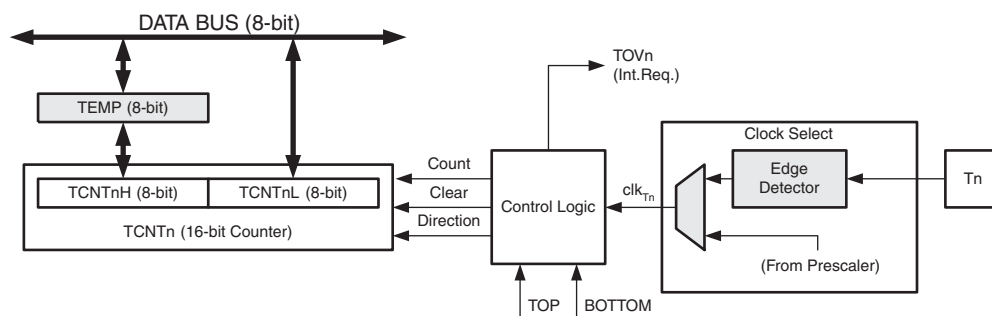 DATA BUS (8-bit)
TEMP (8-bit)
TCNTnH (8-bit)
TCNTnL (8-bit)
TCNTn (16-bit Counter)
Count
Clear
Direction
TOVn
(Int.Req.)
Control Logic
TOP
BOTTOM
clkTn
Clock Select
Edge
Detector
(From Prescaler)
Tn